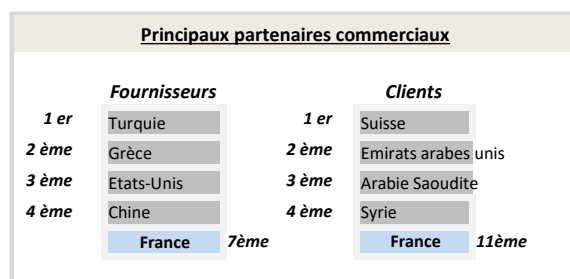 Principaux partenaires commerciaux
Fournisseurs Clients
1 er Turquie 1 er Suisse
2 ème Grèce 2 ème Emirats arabes unis
3 ème Etats-Unis 3 ème Arabie Saoudite
4 ème Chine 4 ème Syrie
France 7ème France 11ème